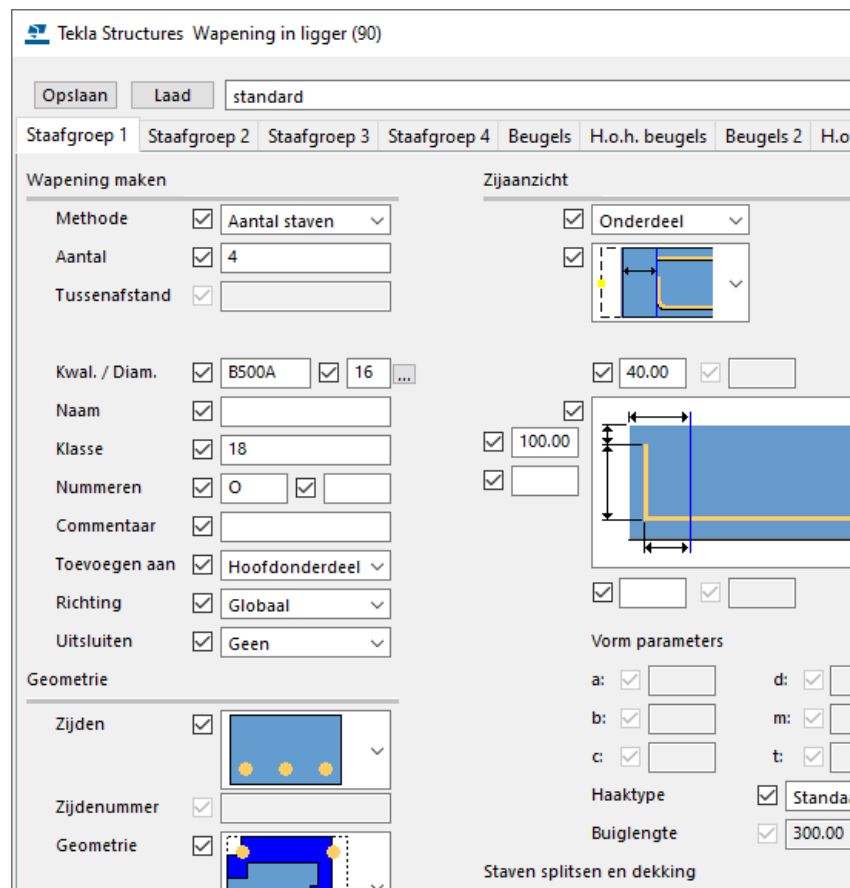 Tekla Structures Wapening in ligger (90)
Opslaan Laad standard
Staafgroep 1 Staafgroep 2 Staafgroep 3 Staafgroep 4 Beugels H.o.h. beugels Beugels 2 H.o
Wapening maken Zijaanzicht
Methode Aantal staven Onderdeel
Aantal 4
Tussenafstand
Kwal. / Diam. B500A 16 ... 40.00
Naam
Klasse 18 100.00
Nummeren O
Commentaar
Toevoegen aan Hoofdonderdeel
Richting Globaal
Uitsluiten Geen Vorm parameters
Geometrie a: d:
Zijden b: m:
c: t:
Zijdenummer Haaktype Standaa
Geometrie Buiglengte 300.00
Staven splitsen en dekking